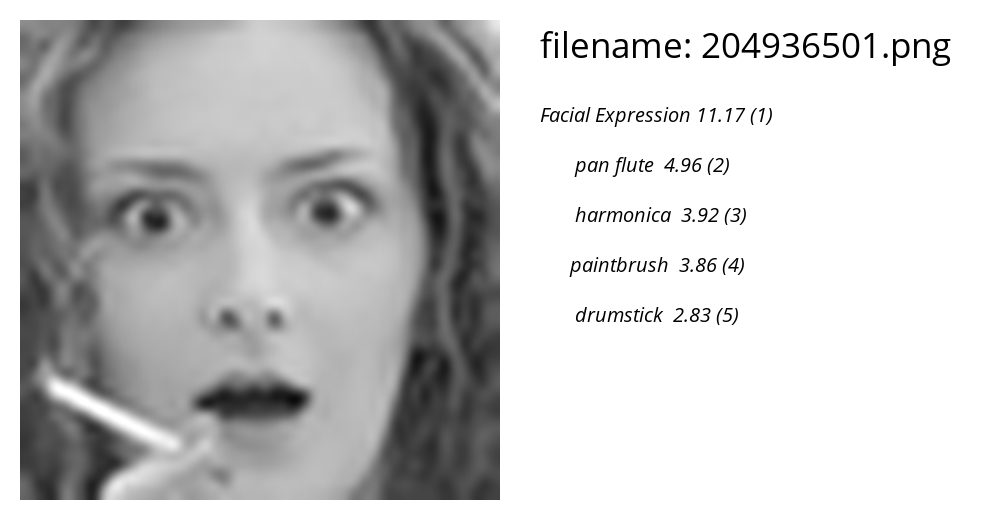 filename: 204936501.png
Facial Expression 11.17 (1)
pan flute 4.96 (2)
harmonica 3.92 (3)
paintbrush 3.86 (4)
drumstick 2.83 (5)